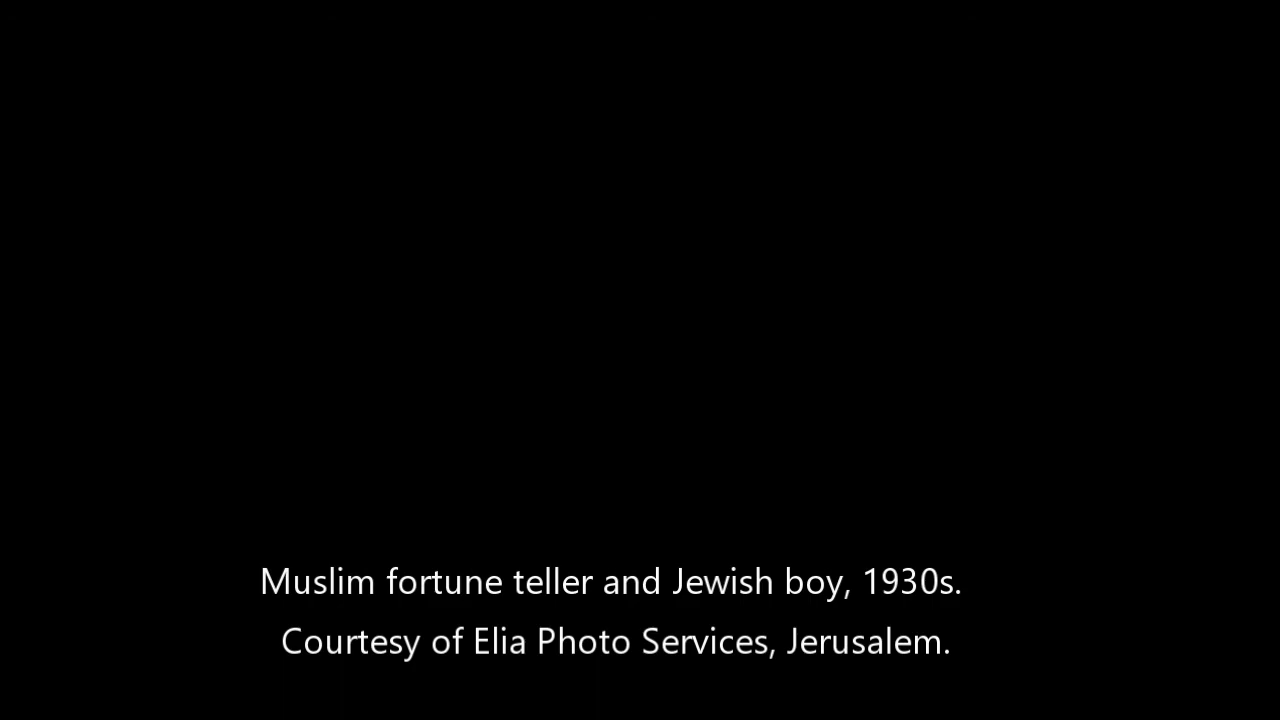 Muslim fortune teller and Jewish boy, 1930s.
Courtesy of Elia Photo Services, Jerusalem.